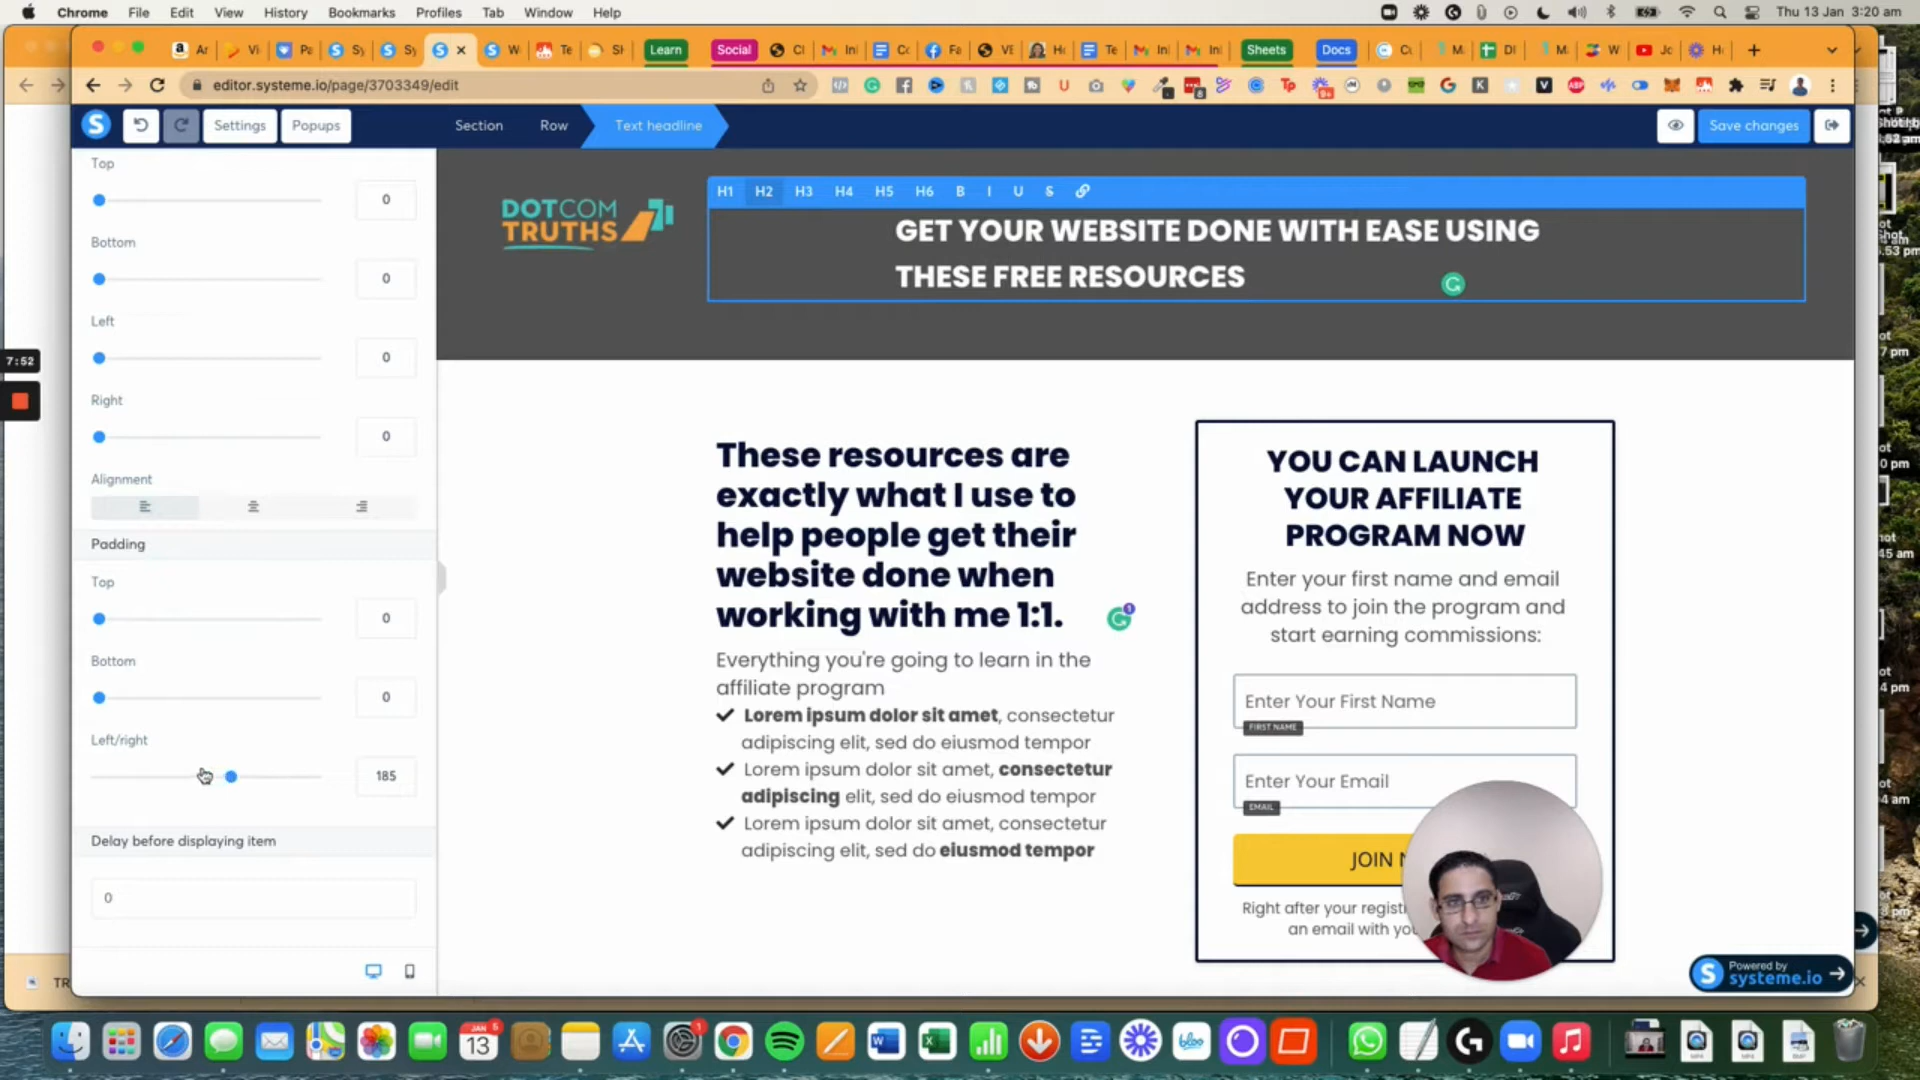 Chrome File Edit View History Bookmarks Profiles Tab Window Help
Thu 13 Jan 3:20 am
Learn
Social
Sheets
Docs
editor.systeme.io/page/3703349/edit
Settings
Popups
Section
Row
Text headline
Save changes
Top
0
Bottom
0
Left
0
Right
0
Alignment
Padding
Top
0
Bottom
0
Left/right
185
Delay before displaying item
0
7:52
DOTCOM
TRUTHS
H1 H2 H3 H4 H5 H6 B I U S
GET YOUR WEBSITE DONE WITH EASE USING
THESE FREE RESOURCES
These resources are
exactly what I use to
help people get their
website done when
working with me 1:1.
Everything you're going to learn in the
affiliate program
Lorem ipsum dolor sit amet, consectetur
adipiscing elit, sed do eiusmod tempor
Lorem ipsum dolor sit amet, consectetur
adipiscing elit, sed do eiusmod tempor
Lorem ipsum dolor sit amet, consectetur
adipiscing elit, sed do eiusmod tempor
YOU CAN LAUNCH
YOUR AFFILIATE
PROGRAM NOW
Enter your first name and email
address to join the program and
start earning commissions:
Enter Your First Name
FIRST NAME
Enter Your Email
EMAIL
JOIN
Right after your
an email with
Powered by
systeme.io
JAN
13